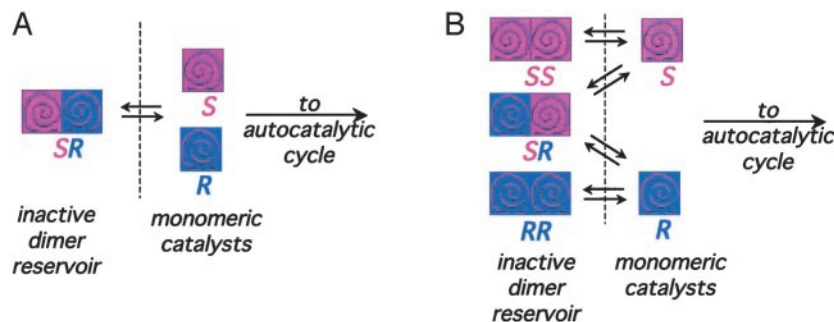 A
S
SR
R
to
autocatalytic
cycle
inactive
dimer
reservoir
monomeric
catalysts
B
SS
S
SR
RR
R
to
autocatalytic
cycle
inactive
dimer
reservoir
monomeric
catalysts